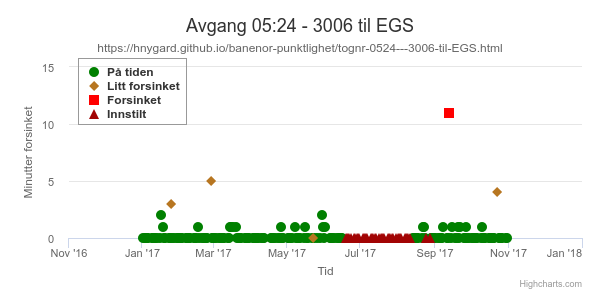 Avgang 05:24 - 3006 til EGS
https://hnygard.github.io/banenor-punktlighet/tognr-0524---3006-til-EGS.html
Minutter forsinket
15
10
5
0
På tiden
Litt forsinket
Forsinket
Innstilt
Nov '16 Jan '17 Mar '17 May '17 Jul '17 Sep '17 Nov '17 Jan '18
Tid
Highcharts.com